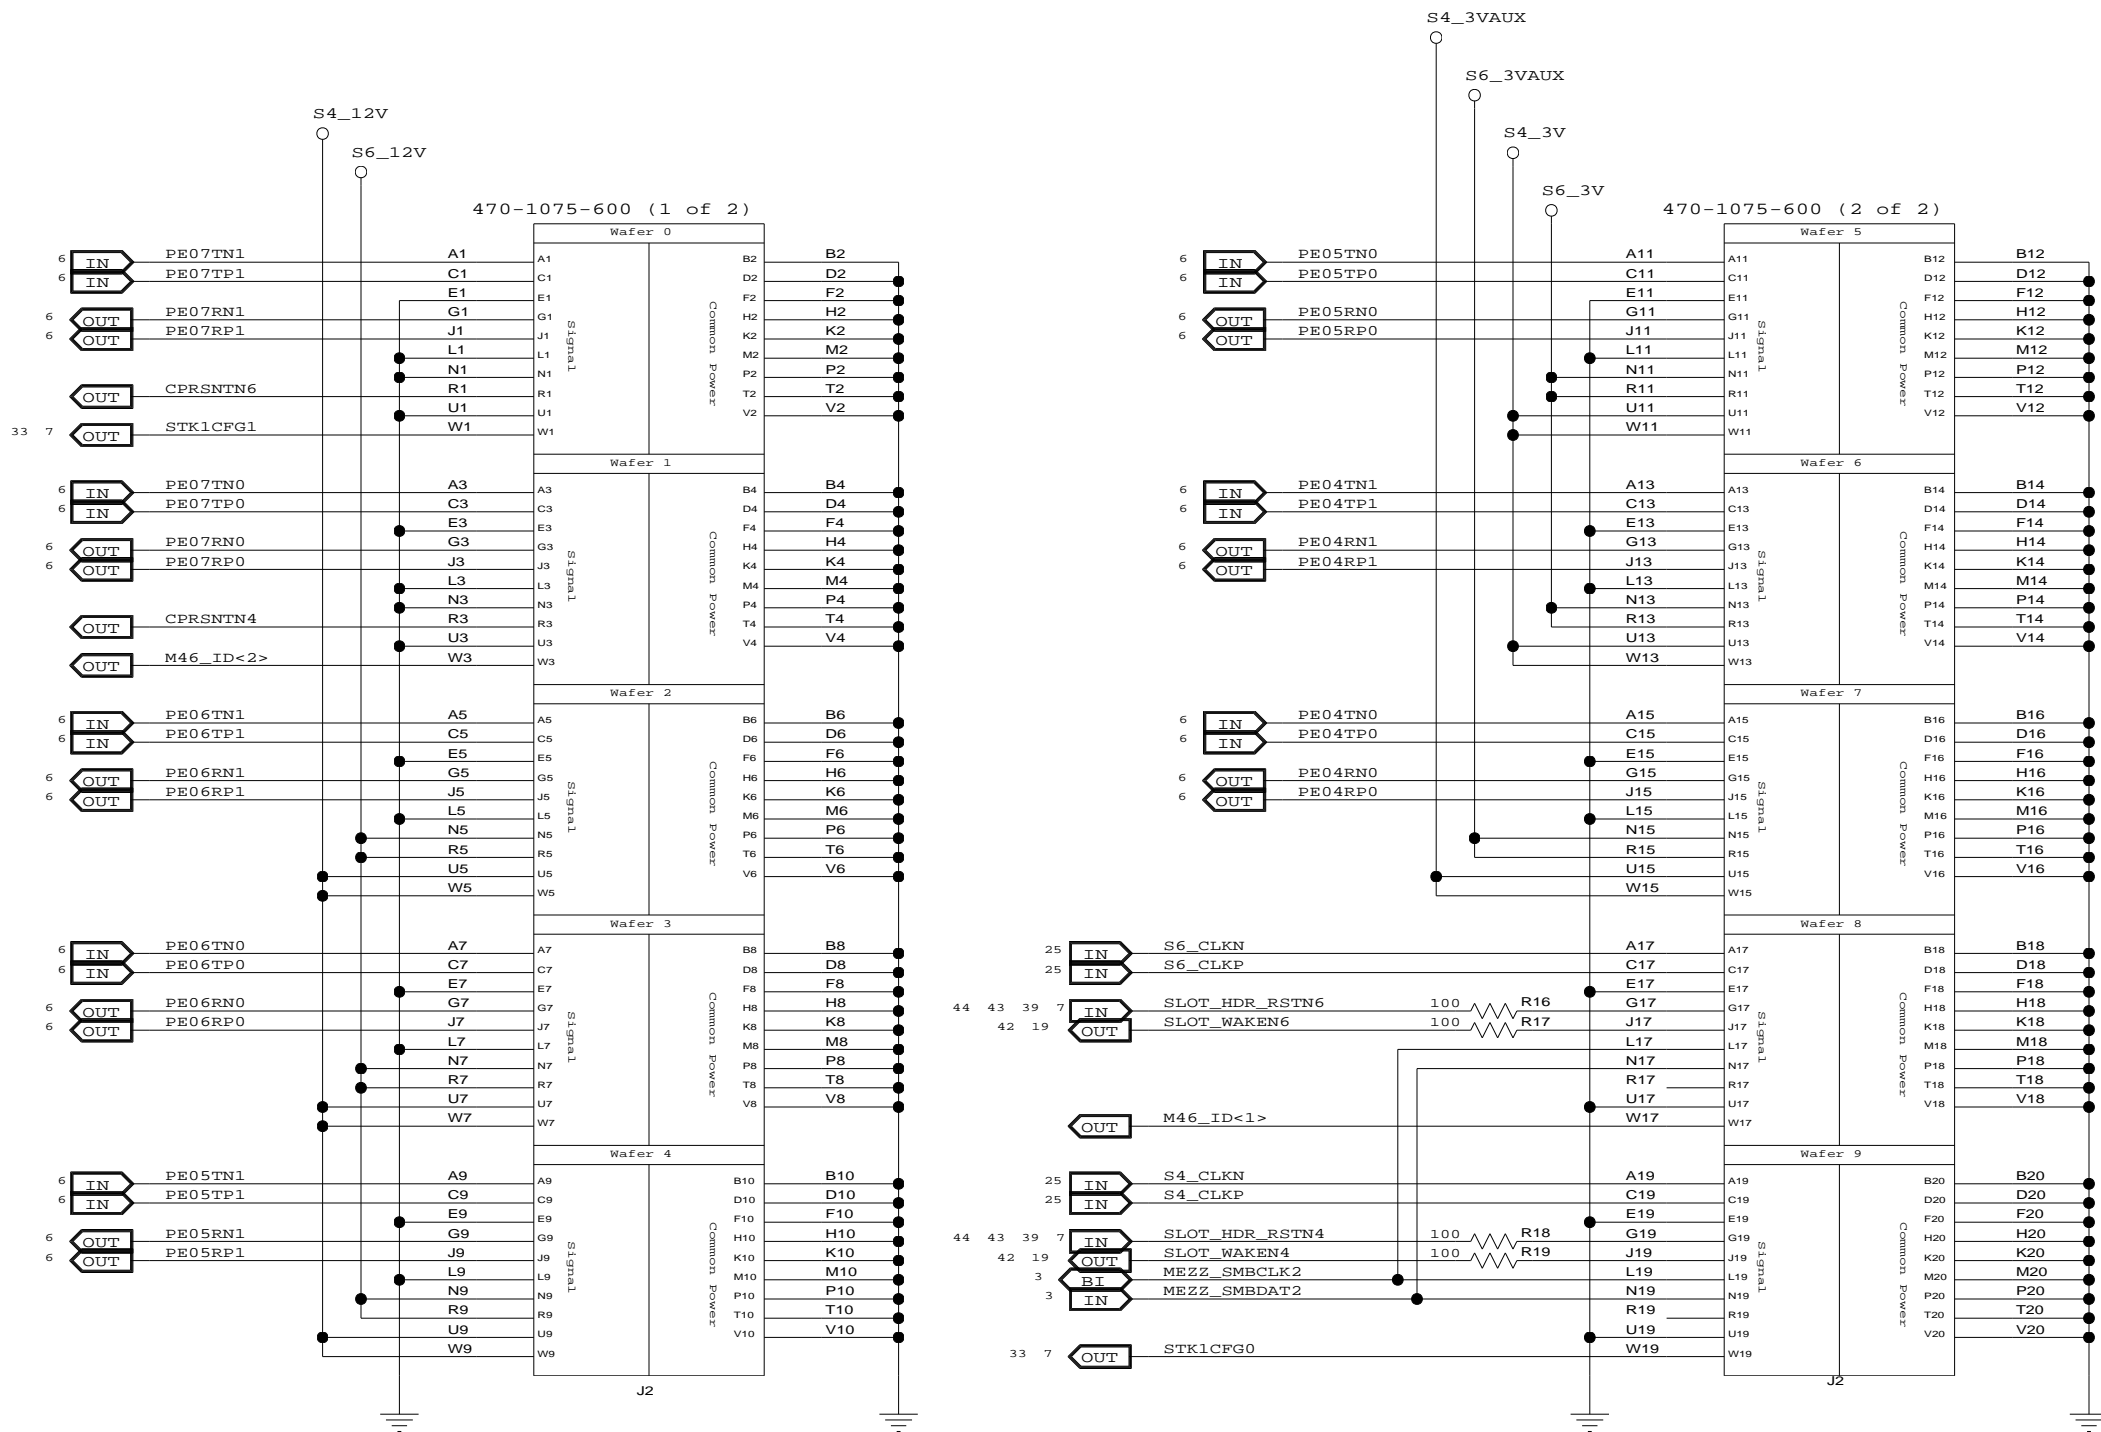 S4_3VAUX
S6_3VAUX
S4_12V
S4_3V
S6_12V
S6_3V
470-1075-600 (1 of 2)
Wafer 0
6 IN PE07TN1 A1 A1 B2 B2
6 IN PE07TP1 C1 C1 D2 D2
E1 E1 F2 F2
6 OUT PE07RN1 G1 G1 H2 H2
6 OUT PE07RP1 J1 J1 K2 K2
L1 L1 M2 M2
N1 N1 P2 P2
OUT CPRSNTN6 R1 R1 T2 T2
U1 U1 V2 V2
33 7 OUT STK1CFG1 W1 W1
Signal
Common Power
Wafer 1
6 IN PE07TN0 A3 A3 B4 B4
6 IN PE07TP0 C3 C3 D4 D4
E3 E3 F4 F4
6 OUT PE07RN0 G3 G3 H4 H4
6 OUT PE07RP0 J3 J3 K4 K4
L3 L3 M4 M4
N3 N3 P4 P4
OUT CPRSNTN4 R3 R3 T4 T4
U3 U3 V4 V4
OUT M46_ID<2> W3 W3
Signal
Common Power
Wafer 2
6 IN PE06TN1 A5 A5 B6 B6
6 IN PE06TP1 C5 C5 D6 D6
E5 E5 F6 F6
6 OUT PE06RN1 G5 G5 H6 H6
6 OUT PE06RP1 J5 J5 K6 K6
L5 L5 M6 M6
N5 N5 P6 P6
R5 R5 T6 T6
U5 U5 V6 V6
W5 W5
Signal
Common Power
Wafer 3
6 IN PE06TN0 A7 A7 B8 B8
6 IN PE06TP0 C7 C7 D8 D8
E7 E7 F8 F8
6 OUT PE06RN0 G7 G7 H8 H8
6 OUT PE06RP0 J7 J7 K8 K8
L7 L7 M8 M8
N7 N7 P8 P8
R7 R7 T8 T8
U7 U7 V8 V8
W7 W7
Signal
Common Power
Wafer 4
6 IN PE05TN1 A9 A9 B10 B10
6 IN PE05TP1 C9 C9 D10 D10
E9 E9 F10 F10
6 OUT PE05RN1 G9 G9 H10 H10
6 OUT PE05RP1 J9 J9 K10 K10
L9 L9 M10 M10
N9 N9 P10 P10
R9 R9 T10 T10
U9 U9 V10 V10
W9 W9
Signal
Common Power
J2
470-1075-600 (2 of 2)
Wafer 5
6 IN PE05TN0 A11 A11 B12 B12
6 IN PE05TP0 C11 C11 D12 D12
E11 E11 F12 F12
6 OUT PE05RN0 G11 G11 H12 H12
6 OUT PE05RP0 J11 J11 K12 K12
L11 L11 M12 M12
N11 N11 P12 P12
R11 R11 T12 T12
U11 U11 V12 V12
W11 W11
Signal
Common Power
Wafer 6
6 IN PE04TN1 A13 A13 B14 B14
6 IN PE04TP1 C13 C13 D14 D14
E13 E13 F14 F14
6 OUT PE04RN1 G13 G13 H14 H14
6 OUT PE04RP1 J13 J13 K14 K14
L13 L13 M14 M14
N13 N13 P14 P14
R13 R13 T14 T14
U13 U13 V14 V14
W13 W13
Signal
Common Power
Wafer 7
6 IN PE04TN0 A15 A15 B16 B16
6 IN PE04TP0 C15 C15 D16 D16
E15 E15 F16 F16
6 OUT PE04RN0 G15 G15 H16 H16
6 OUT PE04RP0 J15 J15 K16 K16
L15 L15 M16 M16
N15 N15 P16 P16
R15 R15 T16 T16
U15 U15 V16 V16
W15 W15
Signal
Common Power
Wafer 8
25 IN S6_CLKN A17 A17 B18 B18
25 IN S6_CLKP C17 C17 D18 D18
E17 E17 F18 F18
44 43 39 7 IN SLOT_HDR_RSTN6 100 R16 G17 G17 H18 H18
42 19 OUT SLOT_WAKEN6 100 R17 J17 J17 K18 K18
L17 L17 M18 M18
N17 N17 P18 P18
R17 R17 T18 T18
U17 U17 V18 V18
OUT M46_ID<1> W17 W17
Signal
Common Power
Wafer 9
25 IN S4_CLKN A19 A19 B20 B20
25 IN S4_CLKP C19 C19 D20 D20
E19 E19 F20 F20
44 43 39 7 IN SLOT_HDR_RSTN4 100 R18 G19 G19 H20 H20
42 19 OUT SLOT_WAKEN4 100 R19 J19 J19 K20 K20
3 BI MEZZ_SMBCLK2 L19 L19 M20 M20
3 IN MEZZ_SMBDAT2 N19 N19 P20 P20
R19 R19 T20 T20
U19 U19 V20 V20
33 7 OUT STK1CFG0 W19 W19
Signal
Common Power
J2